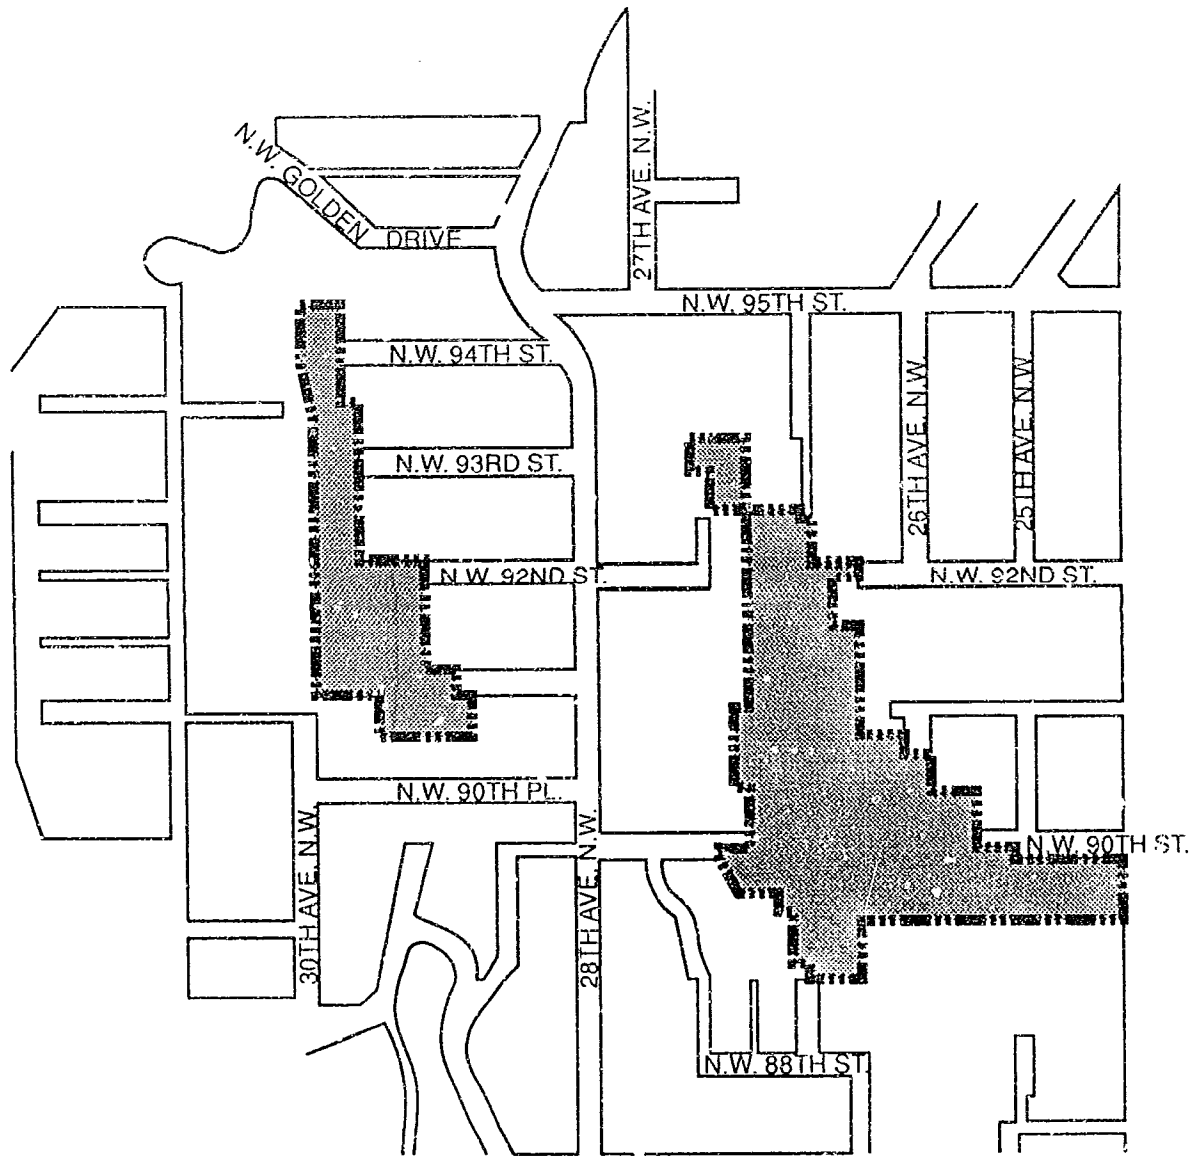 N.W. GOLDEN DRIVE
27TH AVE. N.W.
N.W. 95TH ST.
N.W. 94TH ST.
26TH AVE. N.W.
25TH AVE. N.W.
N.W. 93RD ST.
N.W. 92ND ST.
N.W. 92ND ST.
N.W. 90TH PL.
N.W. 90TH ST.
30TH AVE. N.W.
28TH AVE. N.W.
N.W. 88TH ST.